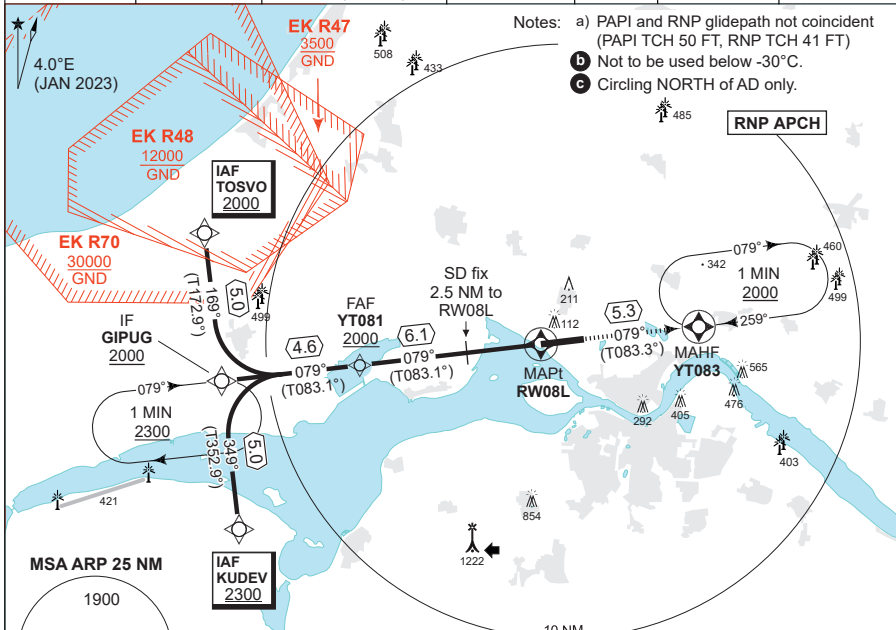 4.0°E
(JAN 2023)
EK R47
3500
GND
508
433
Notes: a) PAPI and RNP glidepath not coincident
(PAPI TCH 50 FT, RNP TCH 41 FT)
b Not to be used below -30°C.
c Circling NORTH of AD only.
485
RNP APCH
EK R48
12000
GND
IAF
TOSVO
2000
EK R70
30000
GND
169°
(T172.9°)
5.0
499
SD fix
2.5 NM to
RW08L
211
112
342
079°
1 MIN
2000
259°
460
499
IF
GIPUG
2000
FAF
YT081
2000
4.6
079°
(T083.1°)
6.1
079°
(T083.1°)
5.3
079°
(T083.3°)
MAPt
RW08L
MAHF
YT083
079°
1 MIN
2300
349°
(T352.9°)
5.0
565
476
405
292
403
421
854
1222
IAF
KUDEV
2300
MSA ARP 25 NM
1900
10 NM